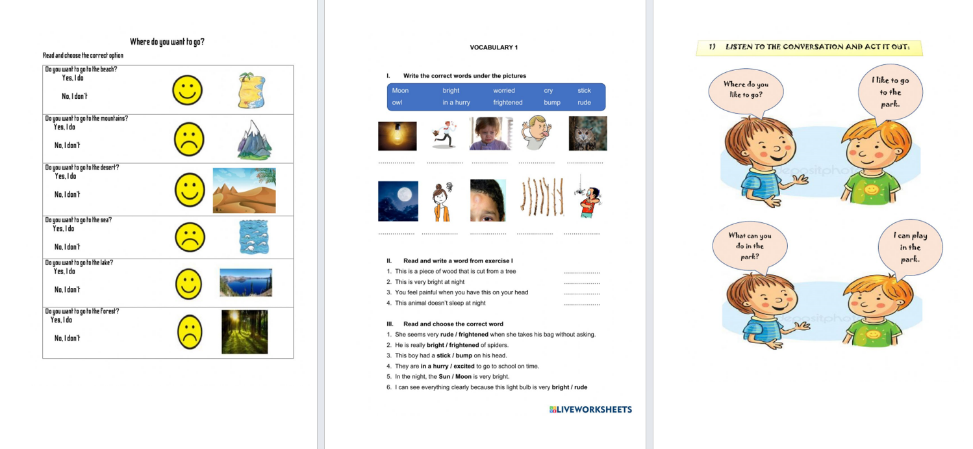 Where do you want to go?
Read and choose the correct option
Do you want to go to the beach?
Yes, I do
No, I don't
Do you want to go to the mountains?
Yes, I do
No, I don't
Do you want to go to the desert?
Yes, I do
No, I don't
Do you want to go to the sea?
Yes, I do
No, I don't
Do you want to go to the lake?
Yes, I do
No, I don't
Do you want to go to the forest?
Yes, I do
No, I don't
VOCABULARY 1
I. Write the correct words under the pictures
Moon bright worried cry stick
owl in a hurry frightened bump rude
II. Read and write a word from exercise I
1. This is a piece of wood that is cut from a tree
2. This is very bright at night
3. You feel painful when you have this on your head
4. This animal doesn't sleep at night
III. Read and choose the correct word
1. She seems very rude / frightened when she takes his bag without asking.
2. He is really bright / frightened of spiders.
3. This boy had a stick / bump on his head.
4. They are in a hurry / excited to go to school on time.
5. In the night, the Sun / Moon is very bright.
6. I can see everything clearly because this light bulb is very bright / rude
LIVEWORKSHEETS
1) LISTEN TO THE CONVERSATION AND ACT IT OUT:
Where do you
like to go?
I like to go
to the
park.
What can you
do in the
park?
I can play
in the
park.